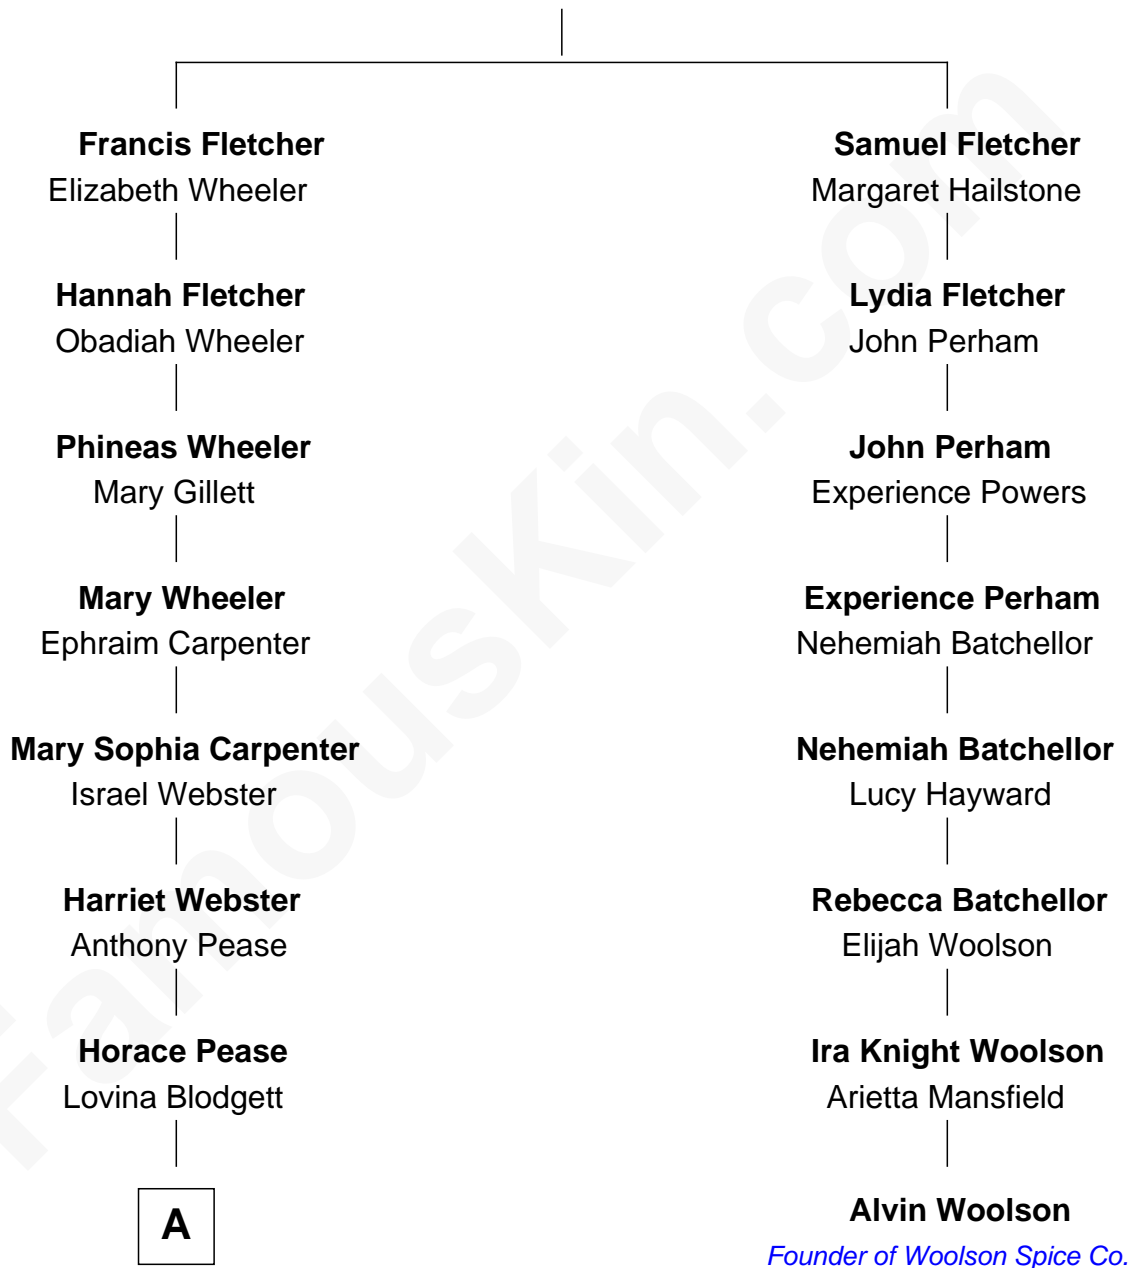 Francis Fletcher
Elizabeth Wheeler
Hannah Fletcher
Obadiah Wheeler
Phineas Wheeler
Mary Gillett
Mary Wheeler
Ephraim Carpenter
Mary Sophia Carpenter
Israel Webster
Harriet Webster
Anthony Pease
Horace Pease
Lovina Blodgett
A
Samuel Fletcher
Margaret Hailstone
Lydia Fletcher
John Perham
John Perham
Experience Powers
Experience Perham
Nehemiah Batchellor
Nehemiah Batchellor
Lucy Hayward
Rebecca Batchellor
Elijah Woolson
Ira Knight Woolson
Arietta Mansfield
Alvin Woolson
Founder of Woolson Spice Co.
FamousKin.com